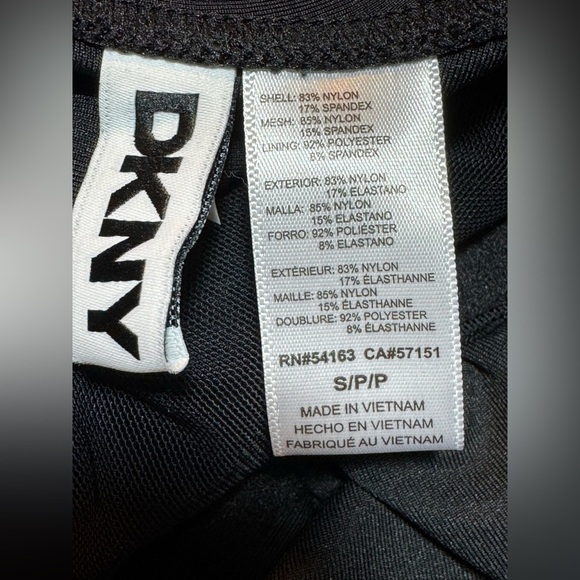 DKNY
SHELL: 83% NYLON
17% SPANDEX
MESH: 85% NYLON
15% SPANDEX
LINING: 92% POLYESTER
8% SPANDEX
EXTERIOR: 83% NYLON
17% ELASTANO
MALLA: 85% NYLON
15% ELASTANO
FORRO: 92% POLIÉSTER
8% ELASTANO
EXTÉRIEUR: 83% NYLON
17% ÉLASTHANNE
MAILLE: 85% NYLON
15% ÉLASTHANNE
DOUBLURE: 92% POLYESTER
8% ÉLASTHANNE
RN#54163 CA#57151
S/P/P
MADE IN VIETNAM
HECHO EN VIETNAM
FABRIQUÉ AU VIETNAM